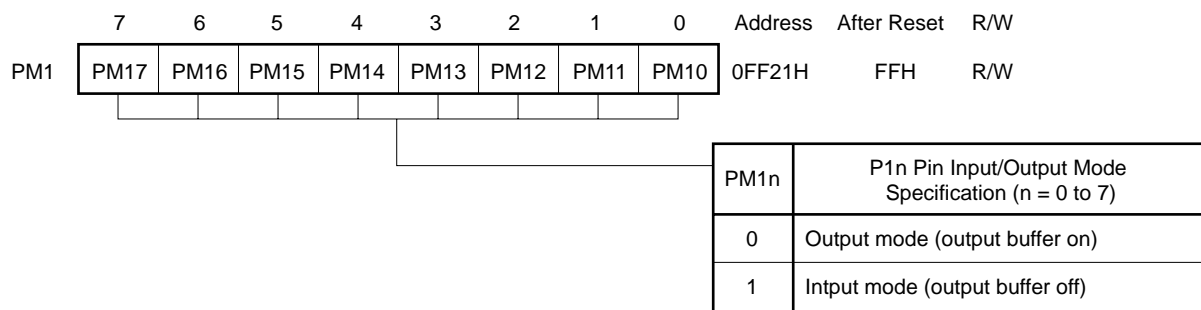 7 6 5 4 3 2 1 0 Address After Reset R/W
PM1 PM17 PM16 PM15 PM14 PM13 PM12 PM11 PM10 0FF21H FFH R/W
PM1n P1n Pin Input/Output Mode
Specification (n = 0 to 7)
0 Output mode (output buffer on)
1 Intput mode (output buffer off)